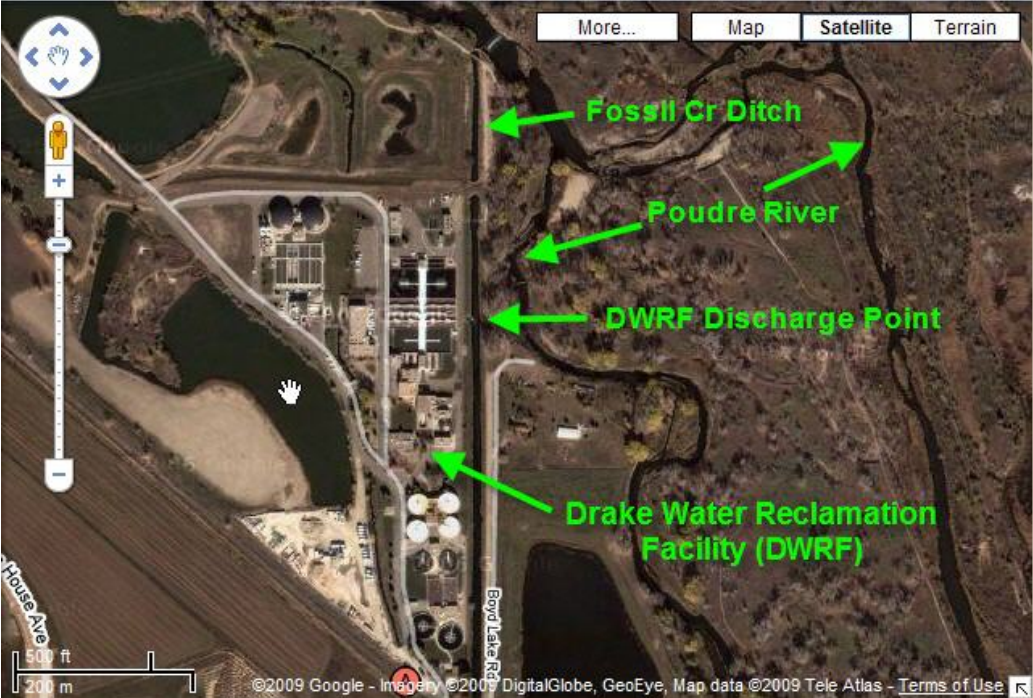 More...
Map
Satellite
Terrain
Fossil Cr Ditch
Poudre River
DWRF Discharge Point
Drake Water Reclamation
Facility (DWRF)
House Ave
Boyd Lake Rd
500 ft
200 m
A
©2009 Google - Imagery ©2009 DigitalGlobe, GeoEye, Map data ©2009 Tele Atlas - Terms of Use